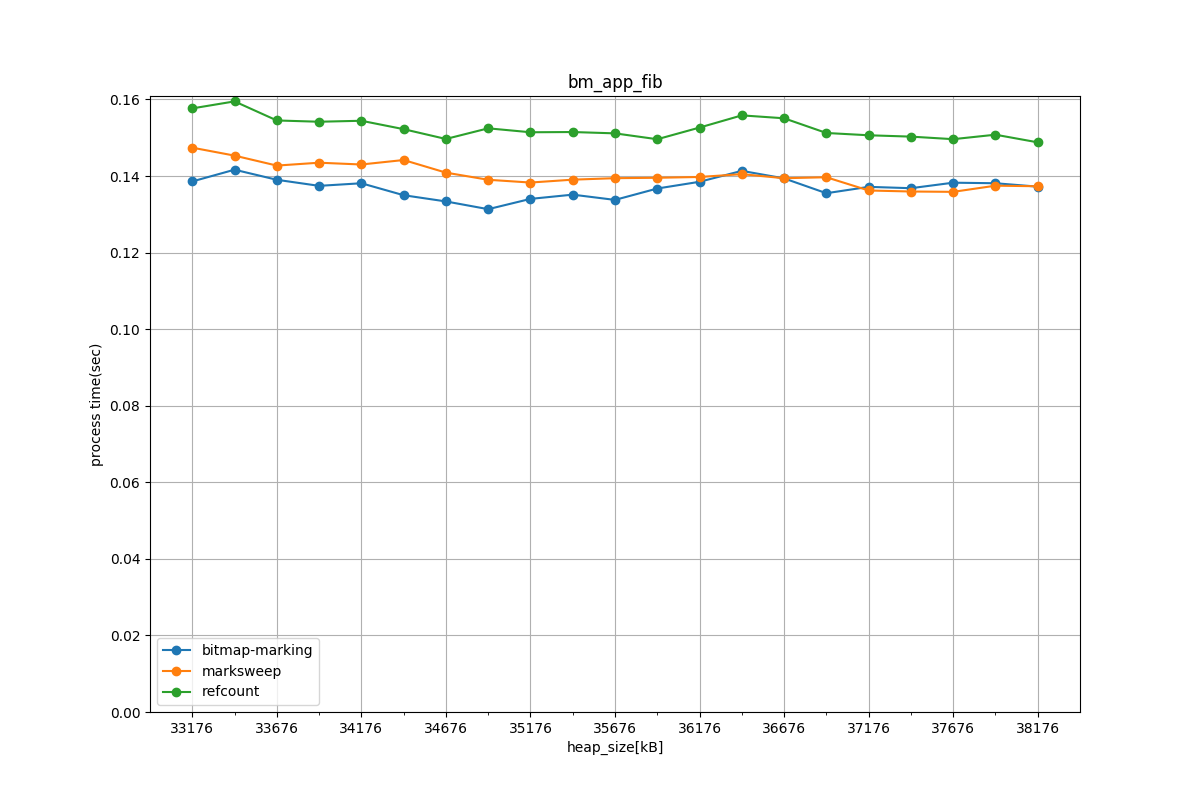 bm_app_fib
0.16
0.14
0.12
0.10
0.08
0.06
0.04
0.02
0.00
process time(sec)
bitmap-marking
marksweep
refcount
33176 33676 34176 34676 35176 35676 36176 36676 37176 37676 38176
heap_size[kB]